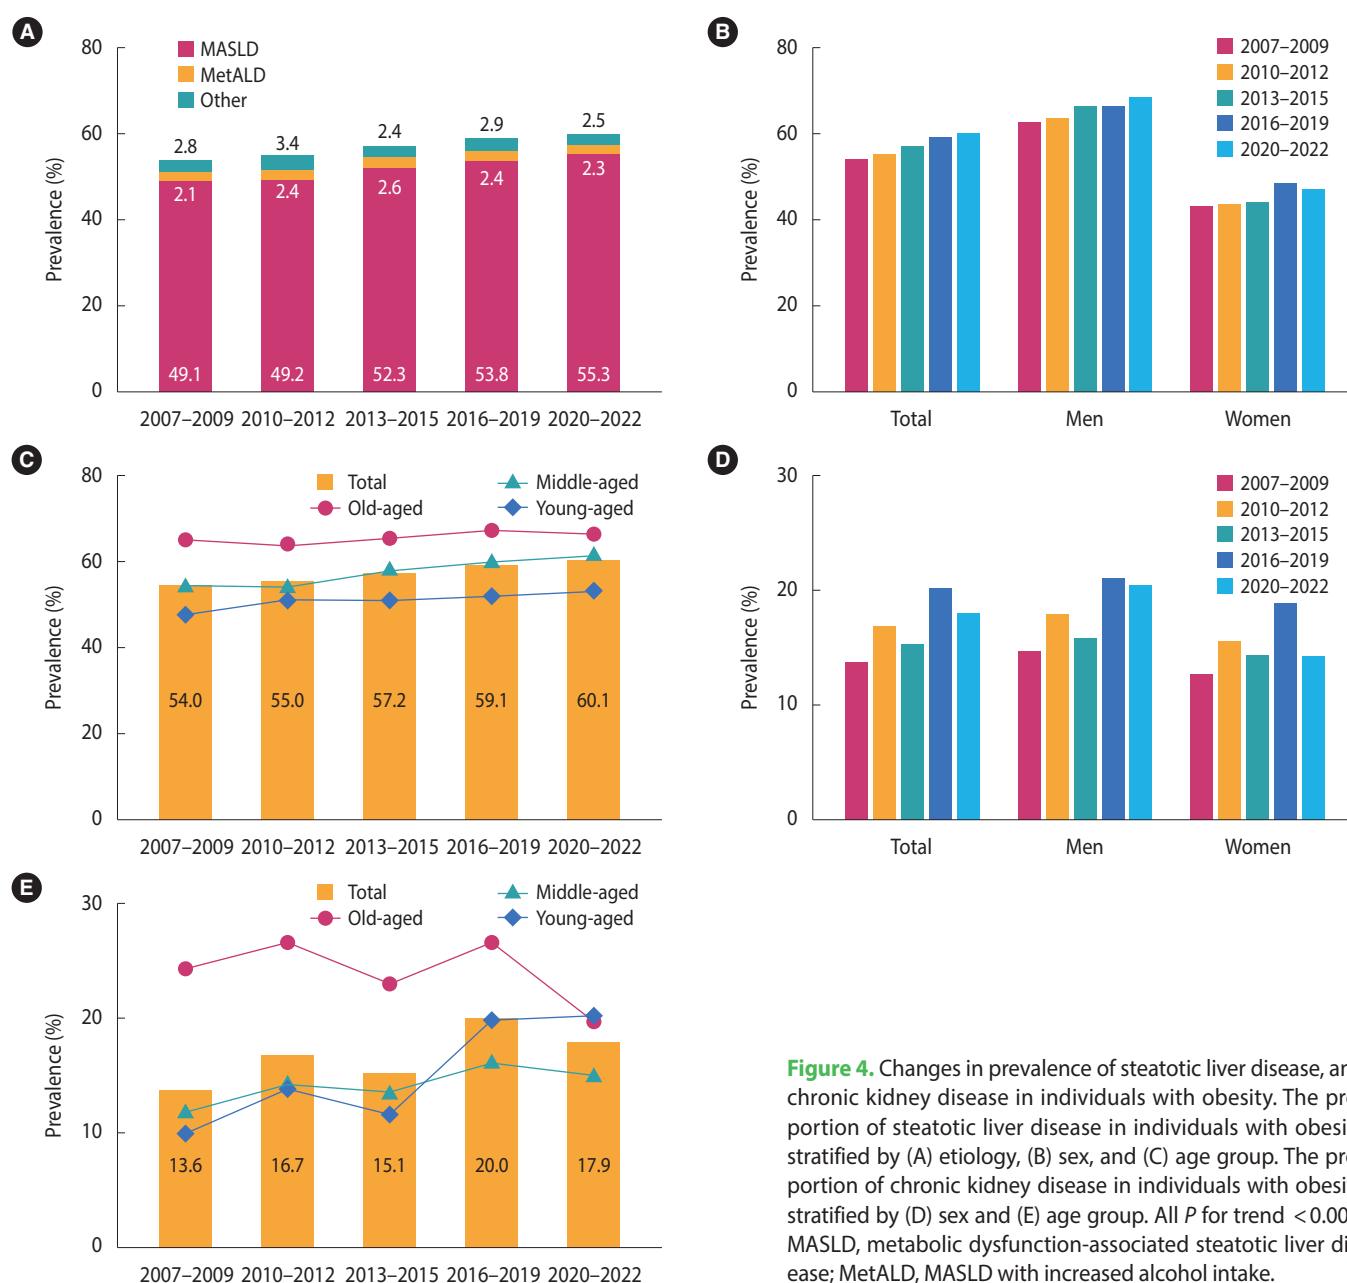 A
80
60
40
20
0
Prevalence (%)
MASLD
MetALD
Other
2.8
3.4
2.4
2.9
2.5
2.1
2.4
2.6
2.4
2.3
49.1
49.2
52.3
53.8
55.3
2007–2009 2010–2012 2013–2015 2016–2019 2020–2022
B
80
60
40
20
0
Prevalence (%)
2007–2009
2010–2012
2013–2015
2016–2019
2020–2022
Total Men Women
C
80
60
40
20
0
Prevalence (%)
Total
Old-aged
Middle-aged
Young-aged
54.0
55.0
57.2
59.1
60.1
2007–2009 2010–2012 2013–2015 2016–2019 2020–2022
D
30
20
10
0
Prevalence (%)
2007–2009
2010–2012
2013–2015
2016–2019
2020–2022
Total Men Women
E
30
20
10
0
Prevalence (%)
Total
Old-aged
Middle-aged
Young-aged
13.6
16.7
15.1
20.0
17.9
2007–2009 2010–2012 2013–2015 2016–2019 2020–2022
Figure 4. Changes in prevalence of steatotic liver disease, an
chronic kidney disease in individuals with obesity. The pro
portion of steatotic liver disease in individuals with obesi
stratified by (A) etiology, (B) sex, and (C) age group. The pro
portion of chronic kidney disease in individuals with obesi
stratified by (D) sex and (E) age group. All P for trend <0.00
MASLD, metabolic dysfunction-associated steatotic liver di
ease; MetALD, MASLD with increased alcohol intake.